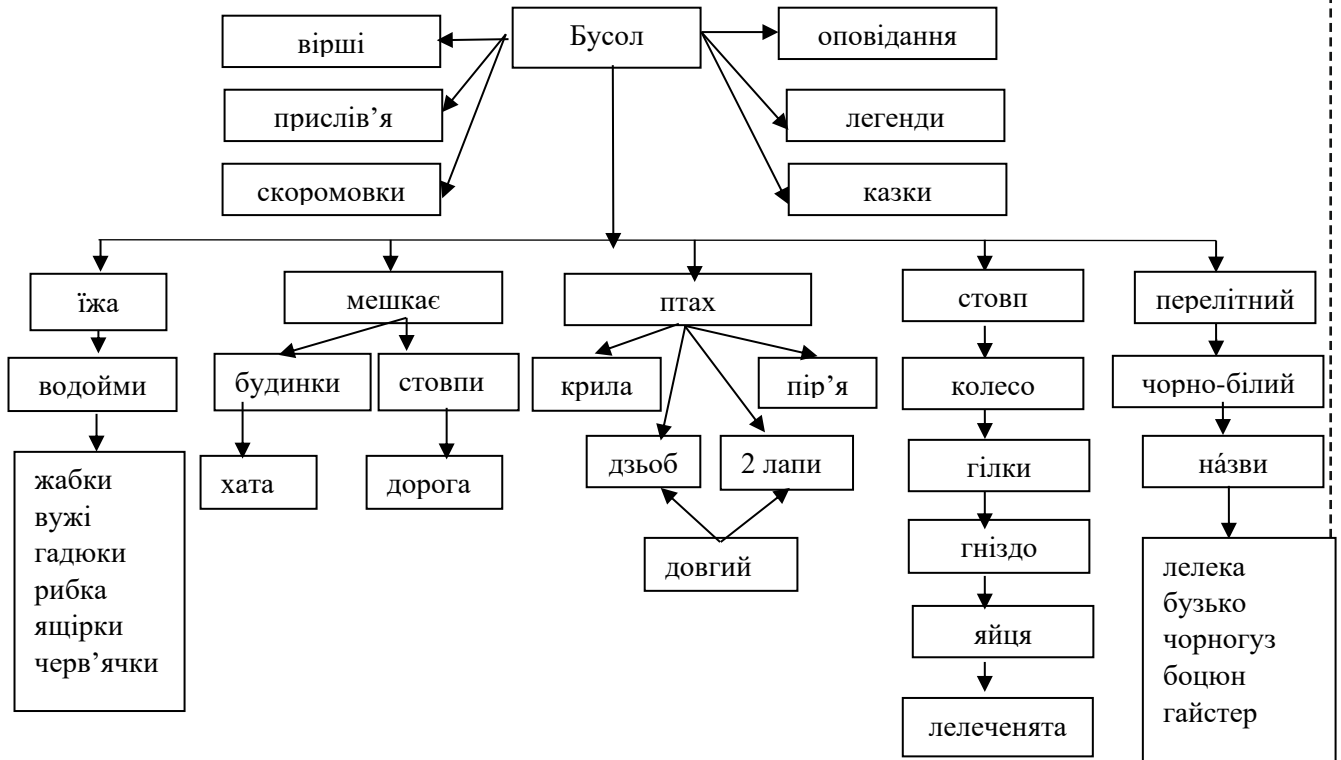 Бусол
вірші
оповідання
прислів’я
легенди
скоромовки
казки
їжа
мешкає
птах
стовп
перелітний
водойми
будинки
стовпи
крила
пір’я
колесо
чорно-білий
жабки
вужі
гадюки
рибка
ящірки
черв’ячки
хата
дорога
дзьоб
2 лапи
гілки
нáзви
довгий
гніздо
яйця
лелеченята
лелека
бузько
чорногуз
боцюн
гайстер